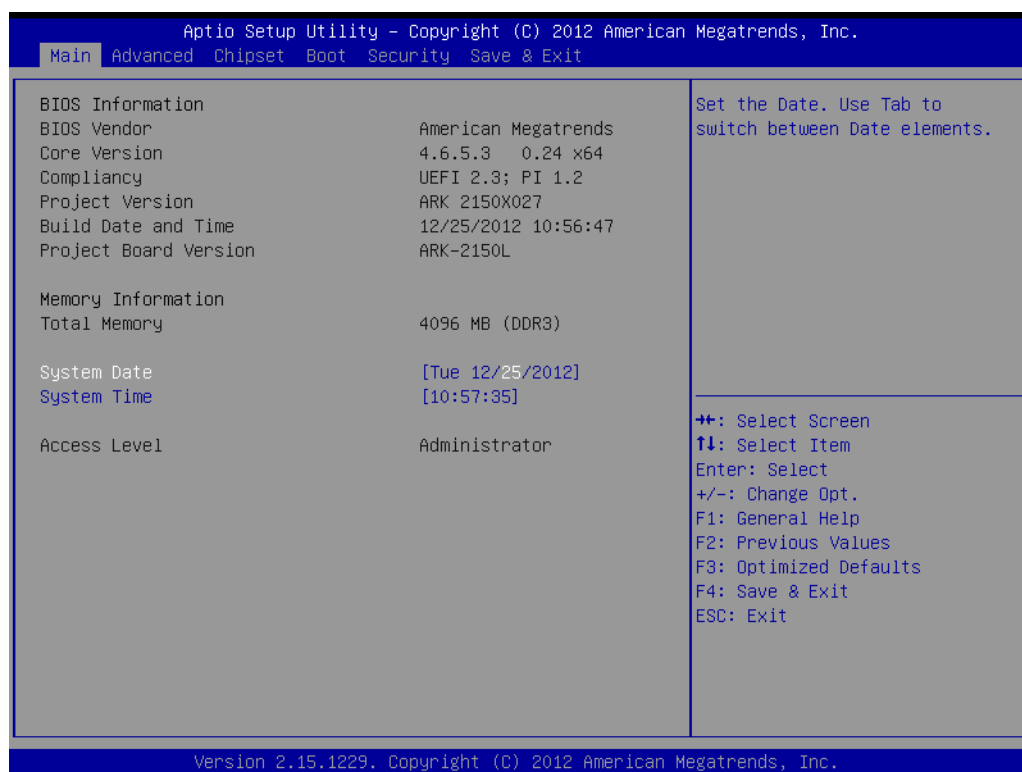 Aptio Setup Utility – Copyright (C) 2012 American Megatrends, Inc.
Main Advanced Chipset Boot Security Save & Exit
BIOS Information
BIOS Vendor American Megatrends
Core Version 4.6.5.3 0.24 x64
Compliancy UEFI 2.3; PI 1.2
Project Version ARK 2150X027
Build Date and Time 12/25/2012 10:56:47
Project Board Version ARK-2150L
Memory Information
Total Memory 4096 MB (DDR3)
System Date [Tue 12/25/2012]
System Time [10:57:35]
Access Level Administrator
Set the Date. Use Tab to
switch between Date elements.
→←: Select Screen
↑↓: Select Item
Enter: Select
+/-: Change Opt.
F1: General Help
F2: Previous Values
F3: Optimized Defaults
F4: Save & Exit
ESC: Exit
Version 2.15.1229. Copyright (C) 2012 American Megatrends, Inc.